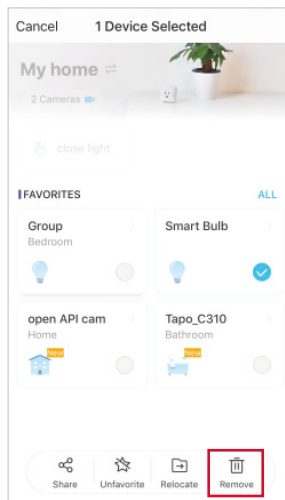 Cancel 1 Device Selected
My home
2 Cameras
close light
FAVORITES ALL
Group Smart Bulb
Bedroom
open API cam Tapo_C310
Home Bathroom
New New
Share Unfavorite Relocate Remove